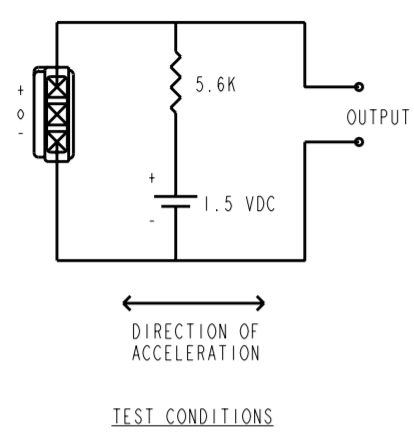 +
5.6K
O
OUTPUT
-
+
1.5 VDC
-
DIRECTION OF
ACCELERATION
TEST CONDITIONS